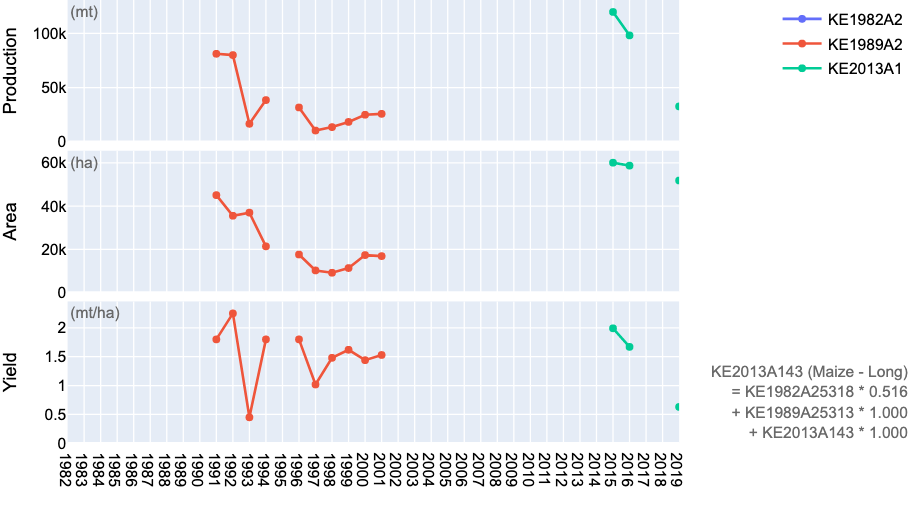 (mt)
Production
100k
50k
0
(ha)
Area
60k
40k
20k
0
(mt/ha)
Yield
2
1.5
1
0.5
0
1982
1983
1984
1985
1986
1987
1988
1989
1990
1991
1992
1993
1994
1995
1996
1997
1998
1999
2000
2001
2002
2003
2004
2005
2006
2007
2008
2009
2010
2011
2012
2013
2014
2015
2016
2017
2018
2019
KE1982A2
KE1989A2
KE2013A1
KE2013A143 (Maize - Long)
= KE1982A25318 * 0.516
+ KE1989A25313 * 1.000
+ KE2013A143 * 1.000